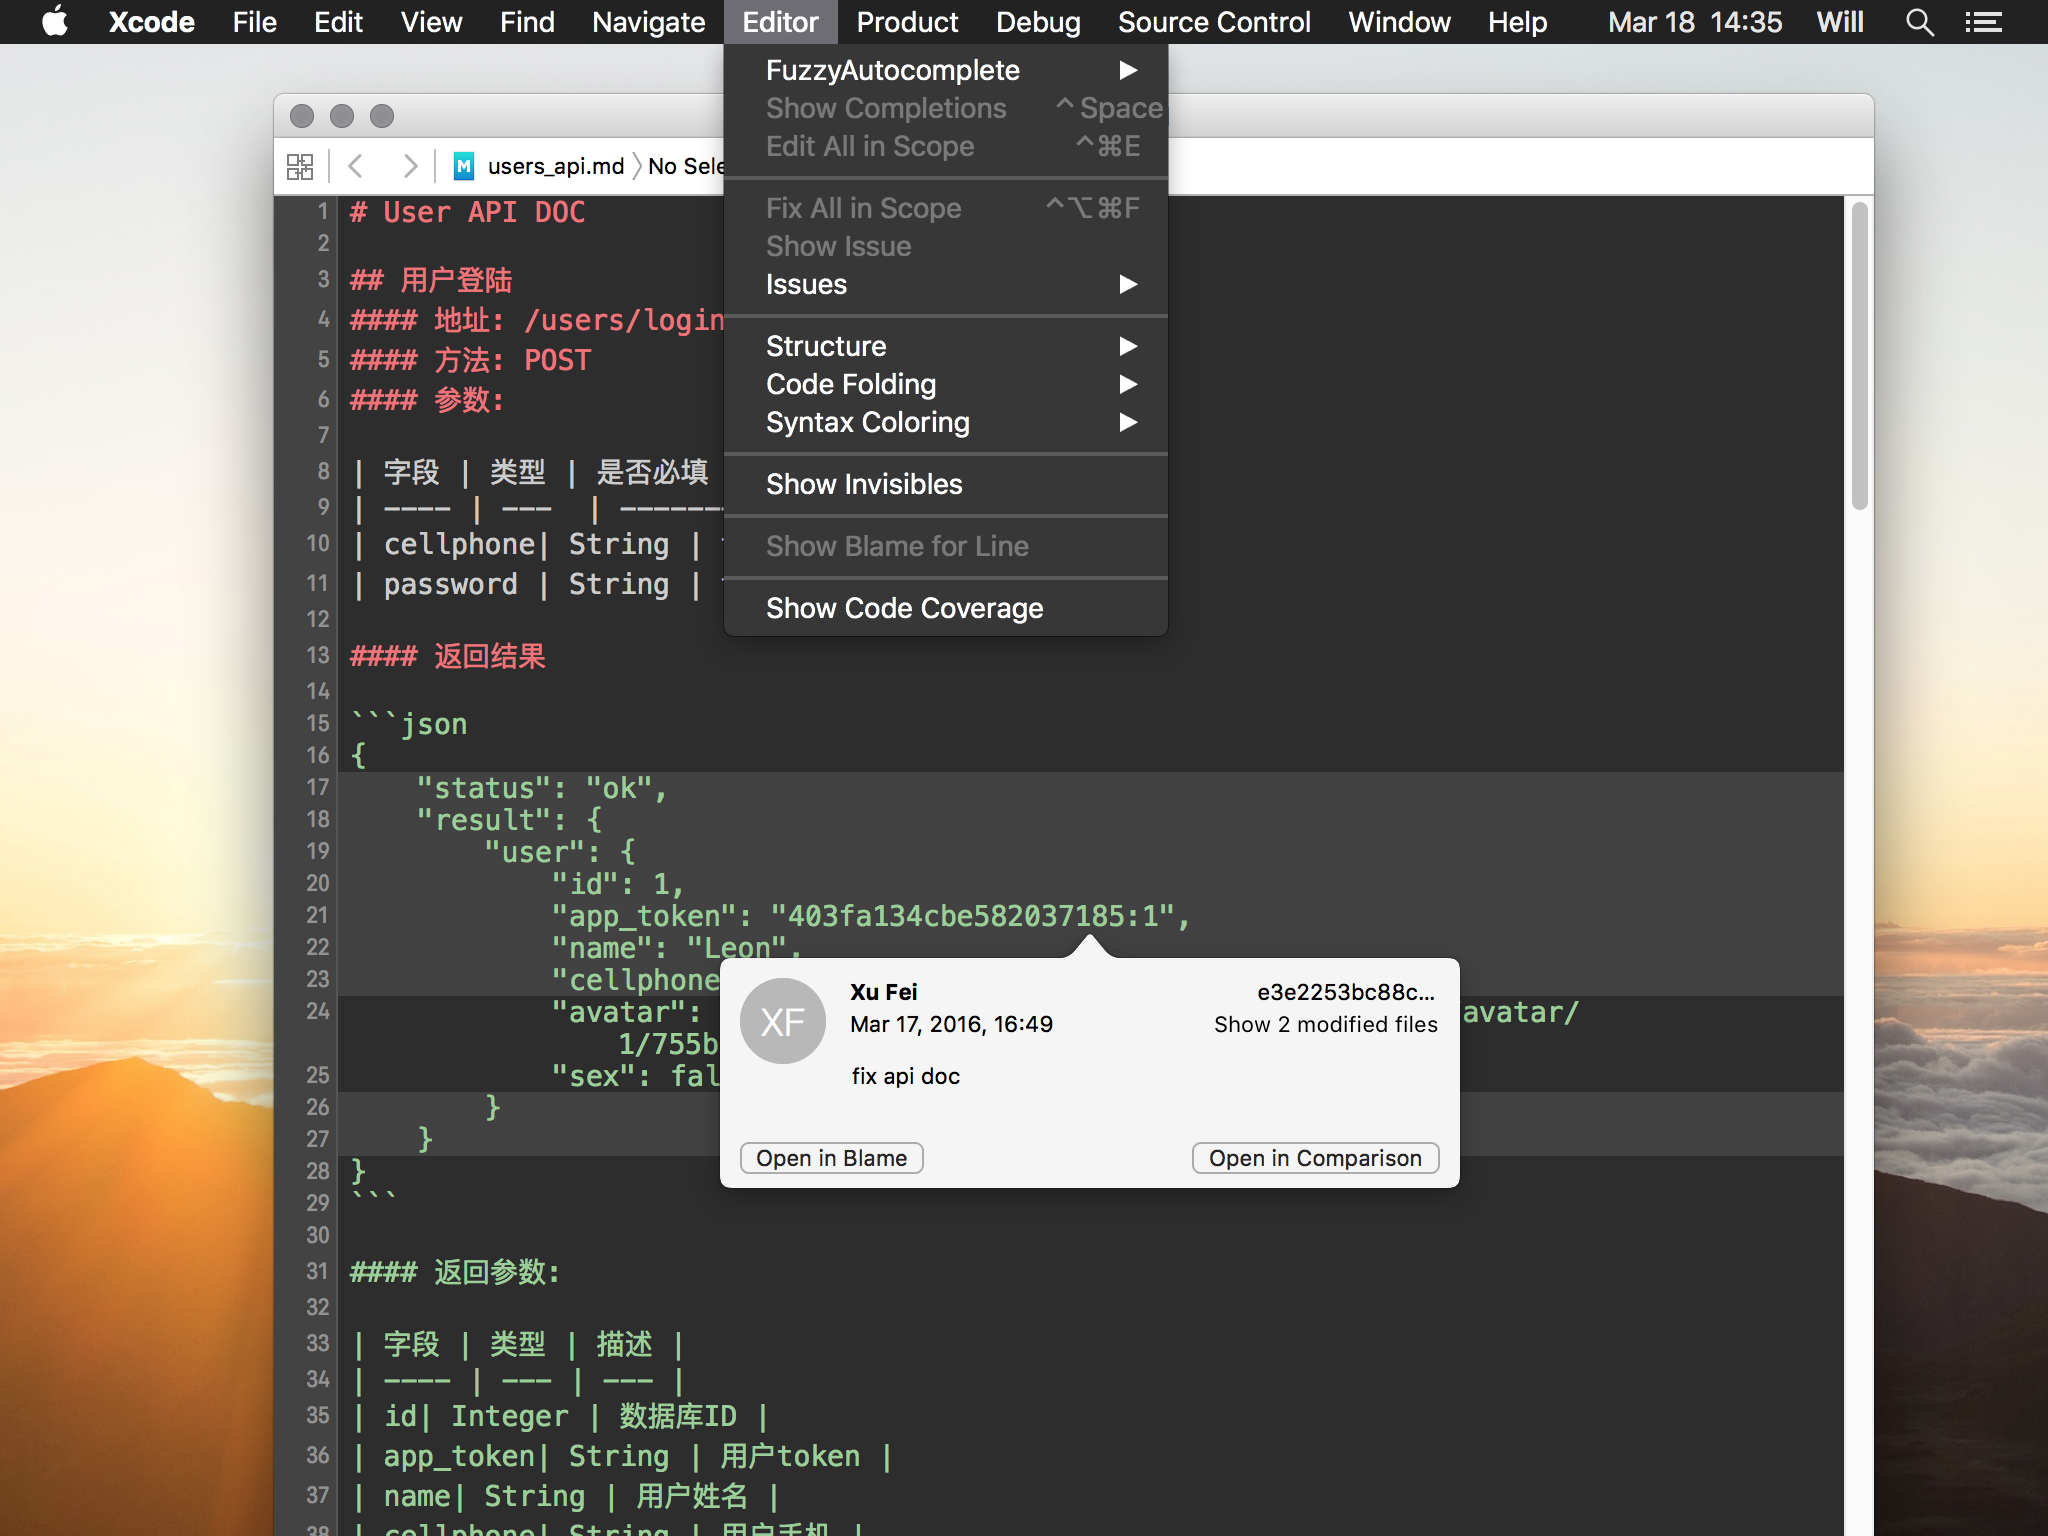 Xcode File Edit View Find Navigate Editor Product Debug Source Control Window Help Mar 18 14:35 Will
FuzzyAutocomplete
Show Completions ^ Space
Edit All in Scope ^⌘E
Fix All in Scope ^⌥⌘F
Show Issue
Issues
Structure
Code Folding
Syntax Coloring
Show Invisibles
Show Blame for Line
Show Code Coverage
M users_api.md 〉No Sele
1 # User API DOC
2
3 ## 用户登陆
4 #### 地址: /users/login
5 #### 方法: POST
6 #### 参数:
7
8 | 字段 | 类型 | 是否必填
9 | ---- | --- | ------
10 | cellphone| String |
11 | password | String |
12
13 #### 返回结果
14
15 ```json
16 {
17 "status": "ok",
18 "result": {
19 "user": {
20 "id": 1,
21 "app_token": "403fa134cbe582037185:1",
22 "name": "Leon",
23 "cellphone
24 "avatar": avatar/
1/755b
25 "sex": fal
26 }
27 }
28 }
29 ```
30
31 #### 返回参数:
32
33 | 字段 | 类型 | 描述 |
34 | ---- | --- | --- |
35 | id| Integer | 数据库ID |
36 | app_token| String | 用户token |
37 | name| String | 用户姓名 |
38 | cellphone| String | 用户手机 |
XF
Xu Fei e3e2253bc88c...
Mar 17, 2016, 16:49 Show 2 modified files
fix api doc
Open in Blame Open in Comparison